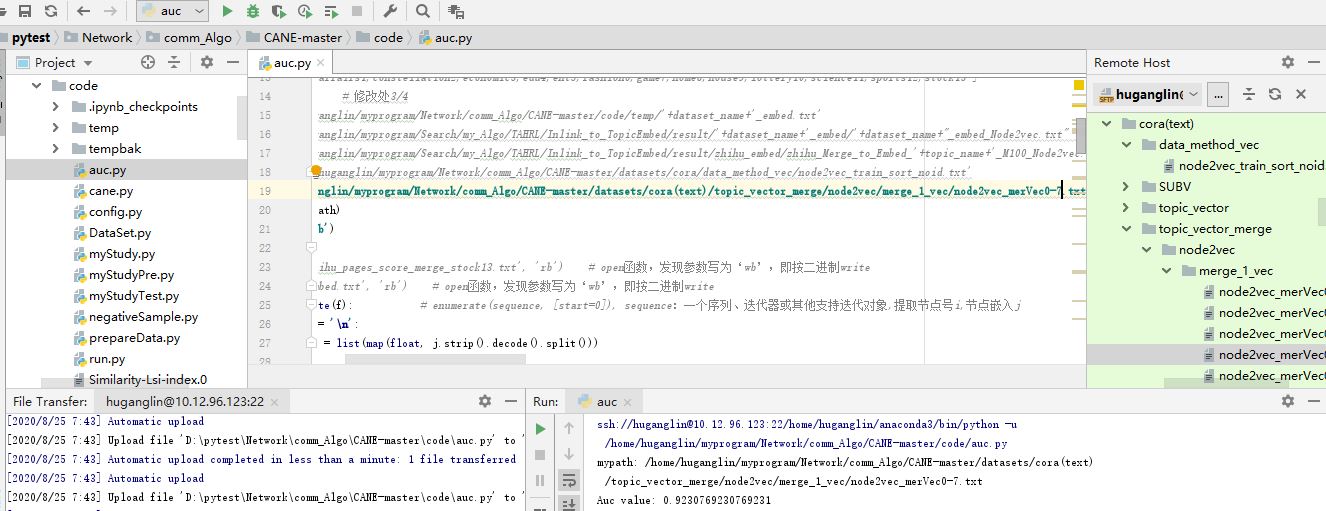 auc
pytest Network comm_Algo CANE-master code auc.py
Project
code
.ipynb_checkpoints
temp
tempbak
auc.py
cane.py
config.py
DataSet.py
myStudy.py
myStudyPre.py
myStudyTest.py
negativeSample.py
prepareData.py
run.py
Similarity-Lsi-index.0
auc.py
14 # 修改处3/4
15 anglin/myprogram/Network/comm_Algo/CANE-master/code/temp/'+dataset_name+'_embed.txt'
16 anglin/myprogram/Search/my_Algo/TAHRL/Inlink_to_TopicEmbed/result/"+dataset_name+'_embed/'+dataset_name+"_embed_Node2vec.txt"
17 anglin/myprogram/Search/my_Algo/TAHRL/Inlink_to_TopicEmbed/result/zhihu_embed/zhihu_Merge_to_Embed_'+topic_name+'_M100_Node2vec.
18 huganglin/myprogram/Network/comm_Algo/CANE-master/datasets/cora/data_method_vec/node2vec_train_sort_noid.txt'
19 nglin/myprogram/Network/comm_Algo/CANE-master/datasets/cora(text)/topic_vector_merge/node2vec/merge_1_vec/node2vec_merVec0-7.txt
20 ath)
21 b')
22
23 ihu_pages_score_merge_stock13.txt', 'rb') # open函数，发现参数写为‘wb’，即按二进制write
24 bed.txt', 'rb') # open函数，发现参数写为‘wb’，即按二进制write
25 te(f): # enumerate(sequence, [start=0]), sequence：一个序列、迭代器或其他支持迭代对象,提取节点号i,节点嵌入j
26 = '\n':
27 = list(map(float, j.strip().decode().split()))
28
Remote Host
huganglin@
...
cora(text)
data_method_vec
node2vec_train_sort_noid.
SUBV
topic_vector
topic_vector_merge
node2vec
merge_1_vec
node2vec_merVec0
node2vec_merVec0
node2vec_merVec0
node2vec_merVec0
node2vec_merVec0
File Transfer: huganglin@10.12.96.123:22
[2020/8/25 7:43] Automatic upload
[2020/8/25 7:43] Upload file 'D:\pytest\Network\comm_Algo\CANE-master\code\auc.py' to '
[2020/8/25 7:43] Automatic upload completed in less than a minute: 1 file transferred
[2020/8/25 7:43] Automatic upload
[2020/8/25 7:43] Upload file 'D:\pytest\Network\comm_Algo\CANE-master\code\auc.py' to '
Run: auc
ssh://huganglin@10.12.96.123:22/home/huganglin/anaconda3/bin/python -u
/home/huganglin/myprogram/Network/comm_Algo/CANE-master/code/auc.py
mypath: /home/huganglin/myprogram/Network/comm_Algo/CANE-master/datasets/cora(text)
/topic_vector_merge/node2vec/merge_1_vec/node2vec_merVec0-7.txt
Auc value: 0.9230769230769231